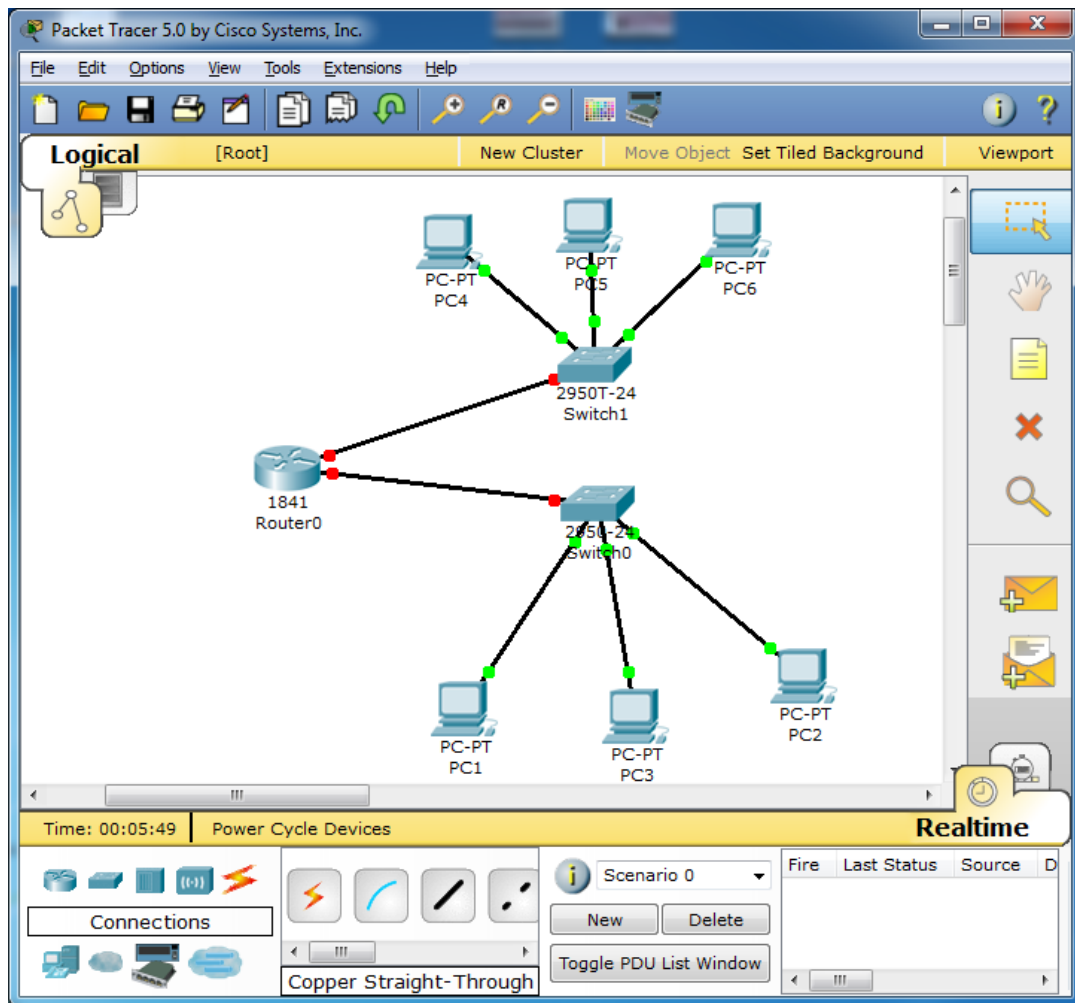 Packet Tracer 5.0 by Cisco Systems, Inc.
File Edit Options View Tools Extensions Help
R i ?
Logical [Root] New Cluster Move Object Set Tiled Background Viewport
PC-PT
PC4
PC-PT
PC5
PC-PT
PC6
2950T-24
Switch1
1841
Router0
2950-24
Switch0
PC-PT
PC1
PC-PT
PC3
PC-PT
PC2
Time: 00:05:49 Power Cycle Devices Realtime
Connections
Copper Straight-Through
i Scenario 0
New Delete
Toggle PDU List Window
Fire Last Status Source D